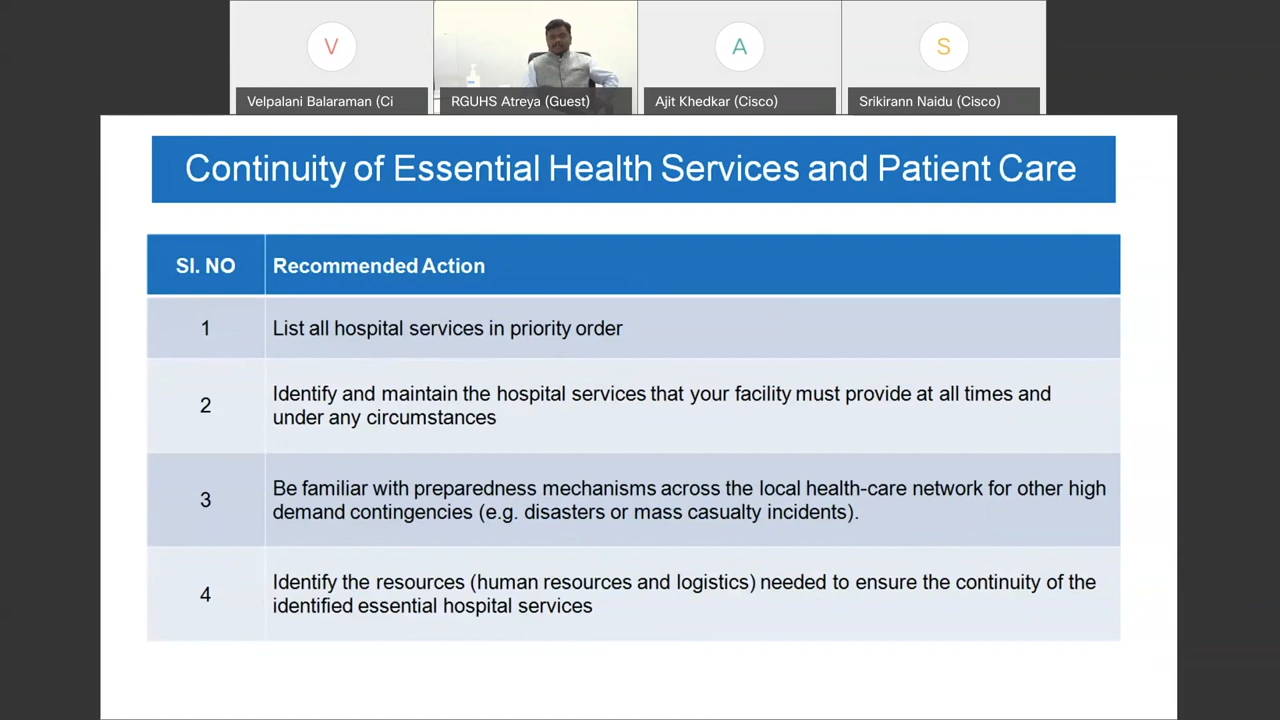 V
A
S
Velpalani Balaraman (Ci
RGUHS Atreya (Guest)
Ajit Khedkar (Cisco)
Srikirann Naidu (Cisco)
Continuity of Essential Health Services and Patient Care
SI. NO
Recommended Action
1
List all hospital services in priority order
2
Identify and maintain the hospital services that your facility must provide at all times and
under any circumstances
3
Be familiar with preparedness mechanisms across the local health-care network for other high
demand contingencies (e.g. disasters or mass casualty incidents).
4
Identify the resources (human resources and logistics) needed to ensure the continuity of the
identified essential hospital services